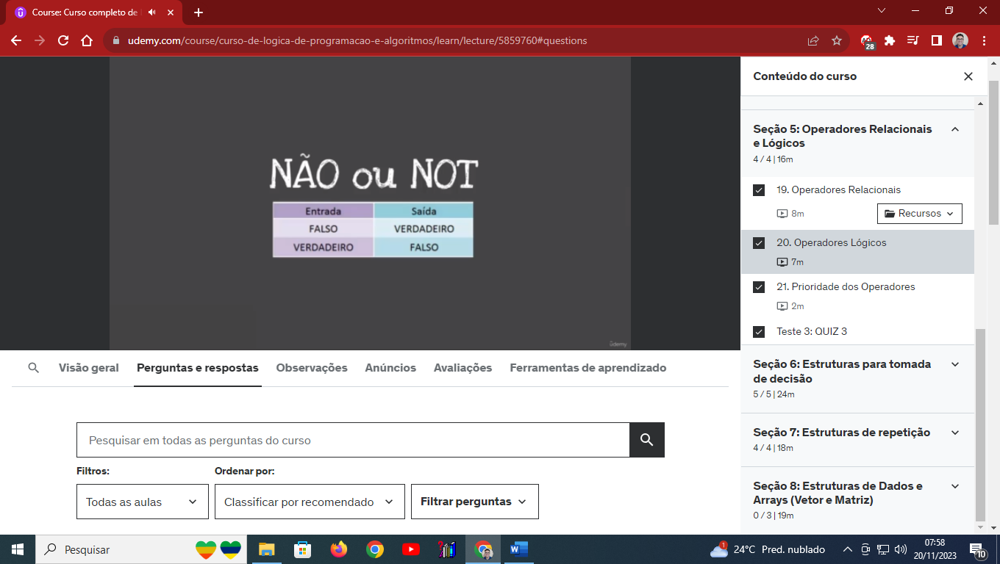 Course: Curso completo de
udemy.com/course/curso-de-logica-de-programacao-e-algoritmos/learn/lecture/5859760#questions
28
NÃO ou NOT
Entrada Saída
FALSO VERDADEIRO
VERDADEIRO FALSO
ûdemy
Visão geral Perguntas e respostas Observações Anúncios Avaliações Ferramentas de aprendizado
Pesquisar em todas as perguntas do curso
Filtros: Ordenar por:
Todas as aulas Classificar por recomendado Filtrar perguntas
Conteúdo do curso
Seção 5: Operadores Relacionais
e Lógicos
4 / 4 | 16m
19. Operadores Relacionais
8m Recursos
20. Operadores Lógicos
7m
21. Prioridade dos Operadores
2m
Teste 3: QUIZ 3
Seção 6: Estruturas para tomada
de decisão
5 / 5 | 24m
Seção 7: Estruturas de repetição
4 / 4 | 18m
Seção 8: Estruturas de Dados e
Arrays (Vetor e Matriz)
0 / 3 | 19m
Pesquisar
1 24°C Pred. nublado 07:58
20/11/2023 10